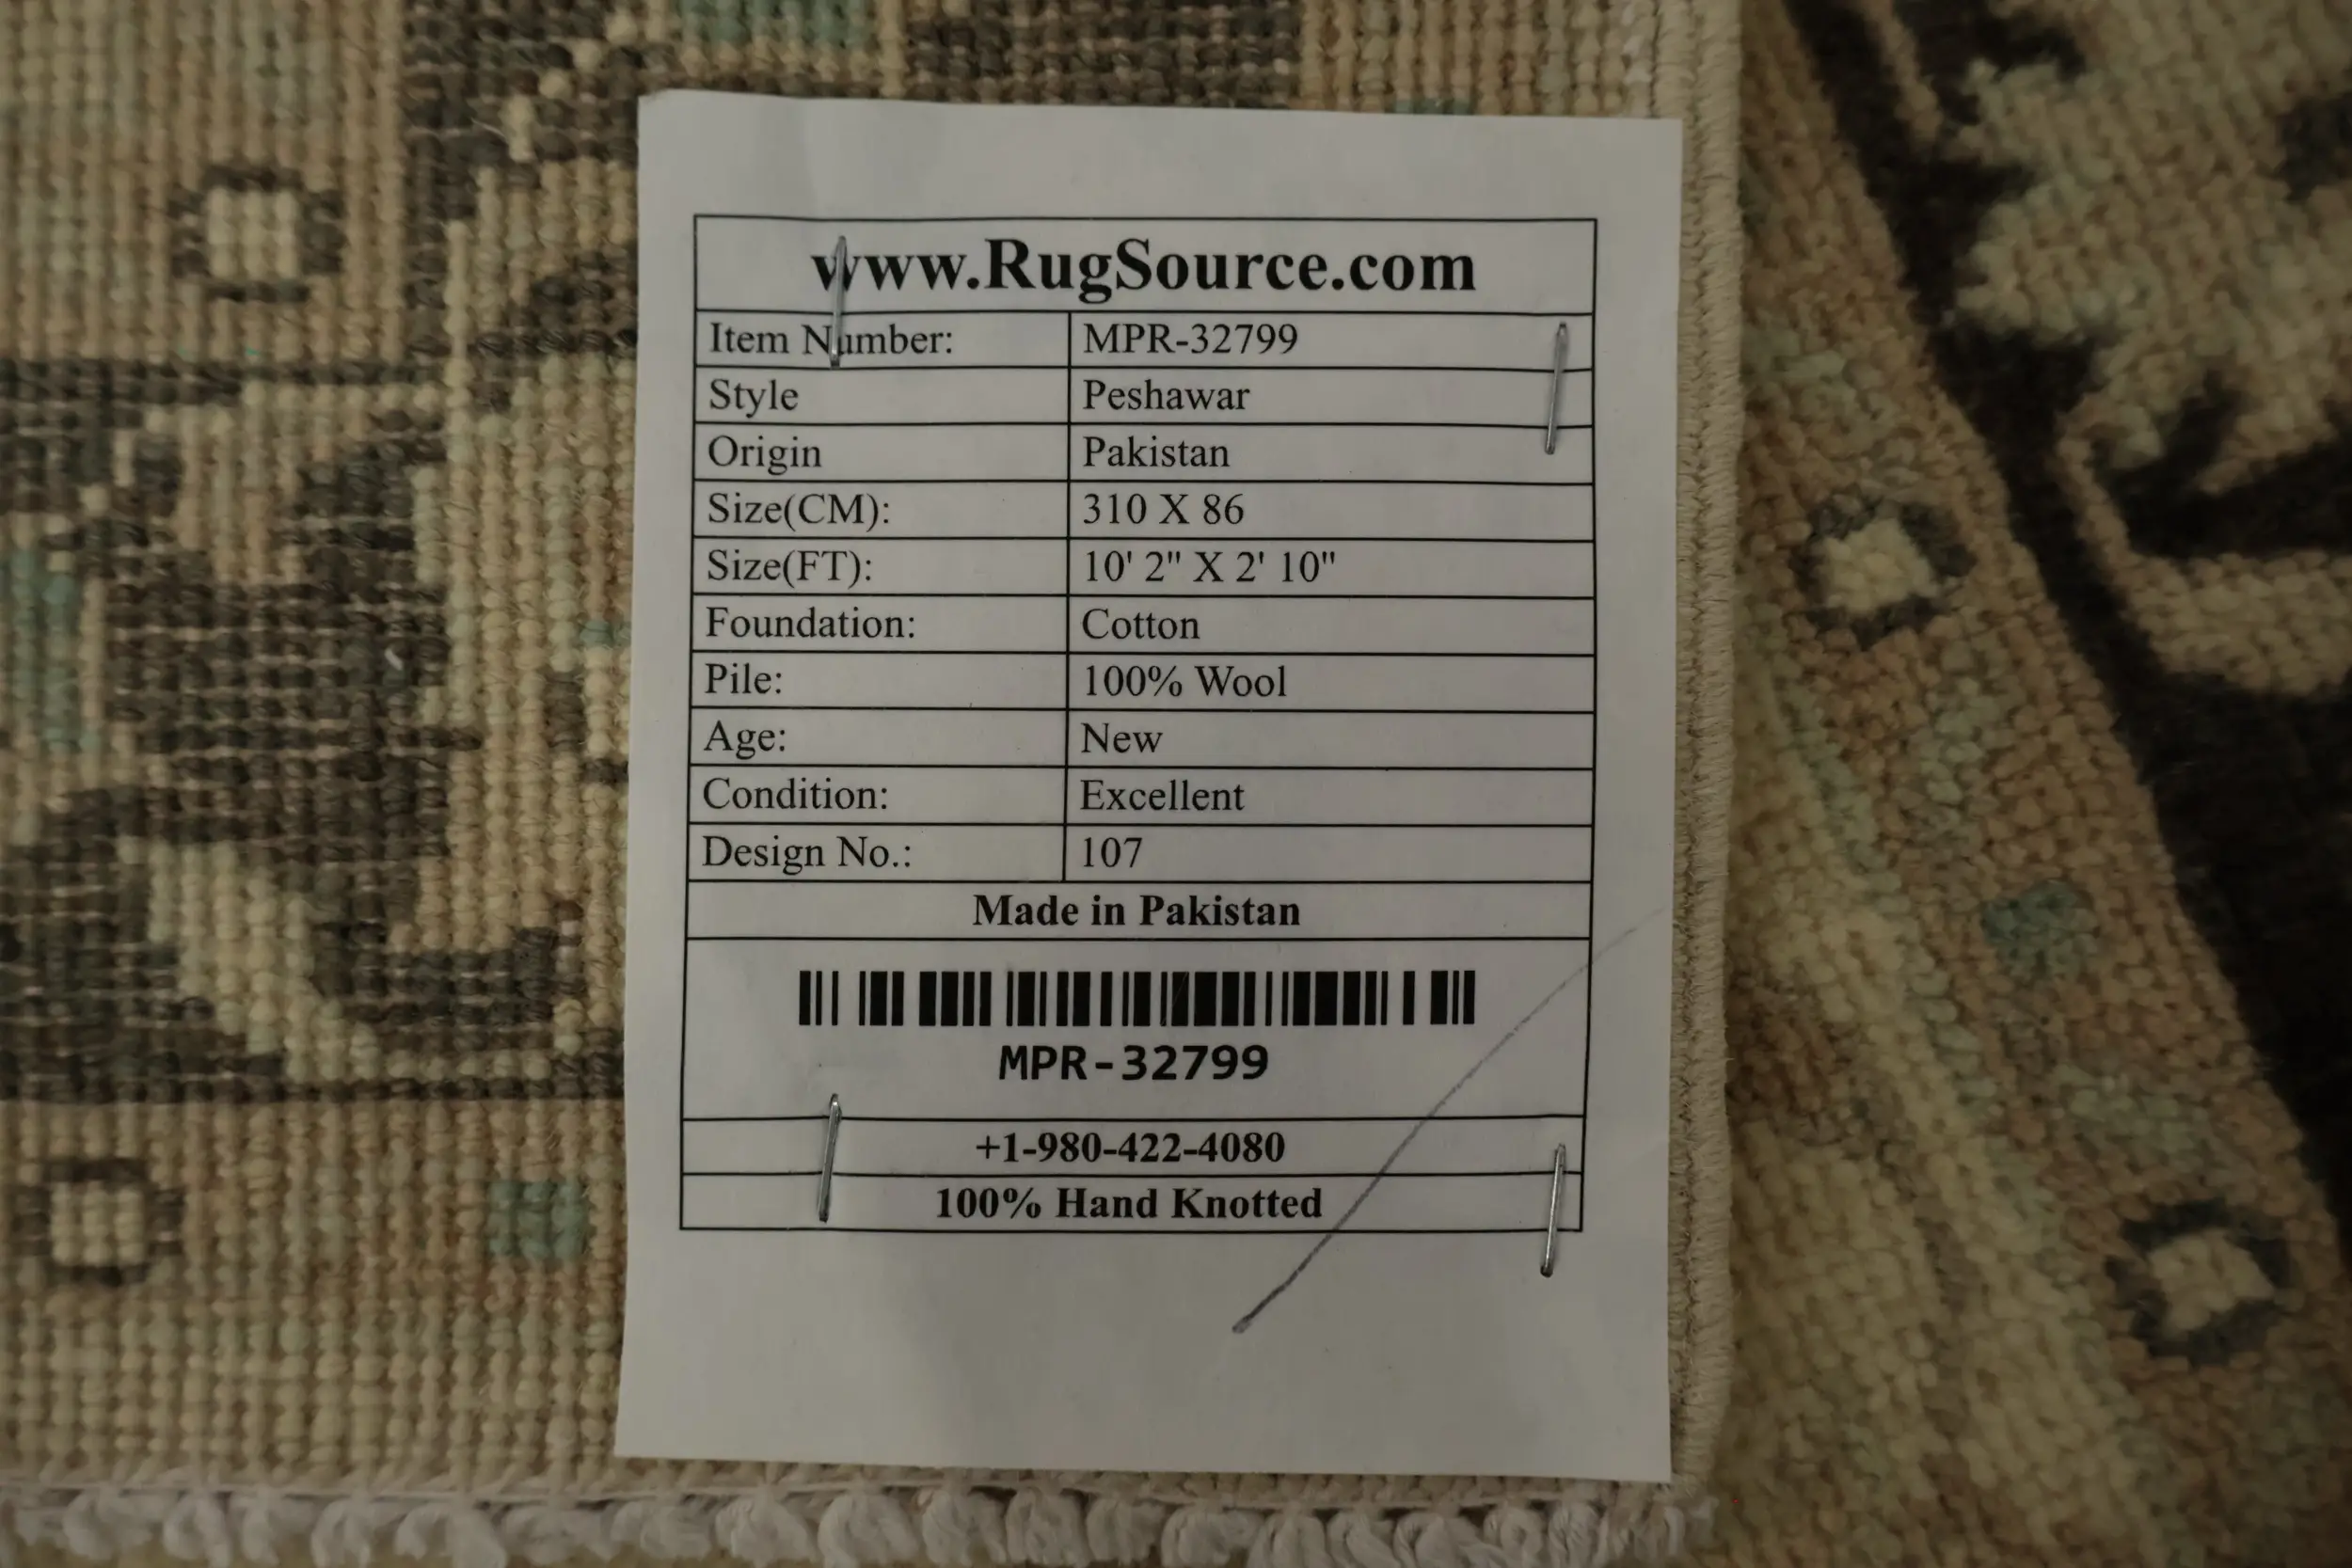 www.RugSource.com
Item Number: MPR-32799
Style Peshawar
Origin Pakistan
Size(CM): 310 X 86
Size(FT): 10' 2" X 2' 10"
Foundation: Cotton
Pile: 100% Wool
Age: New
Condition: Excellent
Design No.: 107
Made in Pakistan
MPR-32799
+1-980-422-4080
100% Hand Knotted